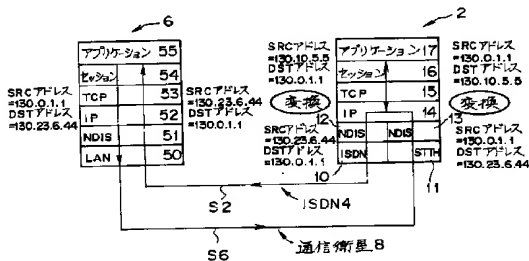 6
アプリケーション 55
セッション 54
TCP 53
IP 52
NDIS 51
LAN 50
SRCアドレス
=130.0.1.1
DSTアドレス
=130.23.6.44
SRCアドレス
=130.23.6.44
DSTアドレス
=130.0.1.1
2
アプリケーション 17
セッション 16
TCP 15
IP 14
12
NDIS
NDIS
13
ISDN
STTH
10
11
SRCアドレス
=130.10.5.5
DSTアドレス
=130.0.1.1
変換
SRCアドレス
=130.23.6.44
DSTアドレス
=130.0.1.1
SRCアドレス
=130.0.1.1
DSTアドレス
=130.10.5.5
変換
SRCアドレス
=130.0.1.1
DSTアドレス
=130.23.6.44
S2
ISDN4
S6
通信衛星8